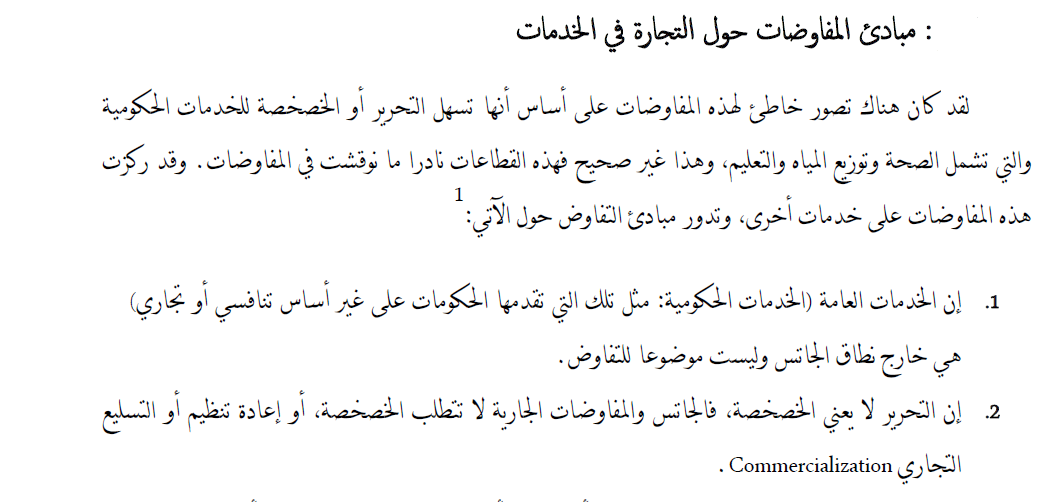 : مبادئ المفاوضات حول التجارة في الخدمات
لقد كان هناك تصور خاطئ لهذه المفاوضات على أساس أنها تسهل التحرير أو الخصخصة للخدمات الحكومية
والتي تشمل الصحة وتوزيع المياه والتعليم، وهذا غير صحيح فهذه القطاعات نادرا ما نوقشت في المفاوضات. وقد ركزت
هذه المفاوضات على خدمات أخرى، وتدور مبادئ التفاوض حول الآتي:1
1. إن الخدمات العامة (الخدمات الحكومية: مثل تلك التي تقدمها الحكومات على غير أساس تنافسي أو تجاري)
هي خارج نطاق الجاتس وليست موضوعا للتفاوض.
2. إن التحرير لا يعني الخصخصة، فالجاتس والمفاوضات الجارية لا تتطلب الخصخصة، أو إعادة تنظيم أو التسليع
التجاري Commercialization .